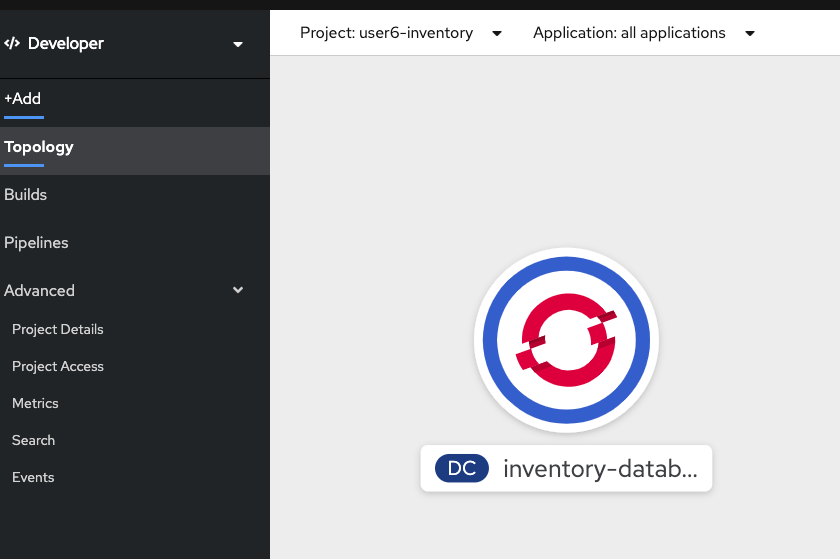 Developer
Project: user6-inventory
Application: all applications
+Add
Topology
Builds
Pipelines
Advanced
Project Details
Project Access
Metrics
Search
Events
DC inventory-datab...